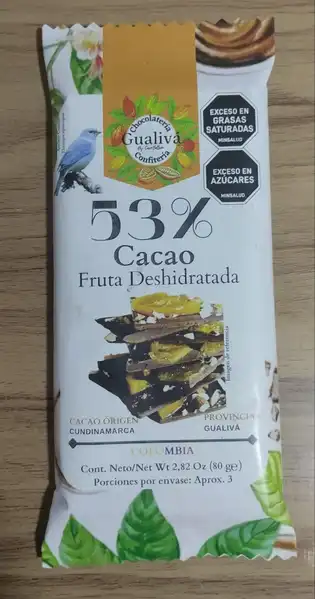 Chocolatería
Gualivá
Confitería
EXCESO EN
GRASAS
SATURADAS
MINSALUD
EXCESO EN
AZÚCARES
MINSALUD
53%
Cacao
Fruta Deshidratada
CACAO ORIGEN
CUNDINAMARCA
PROVINCIA
GUALIVÁ
COLOMBIA
Cont. Neto/Net Wt 2,82 Oz (80 g℮)
Porciones por envase: Aprox. 3